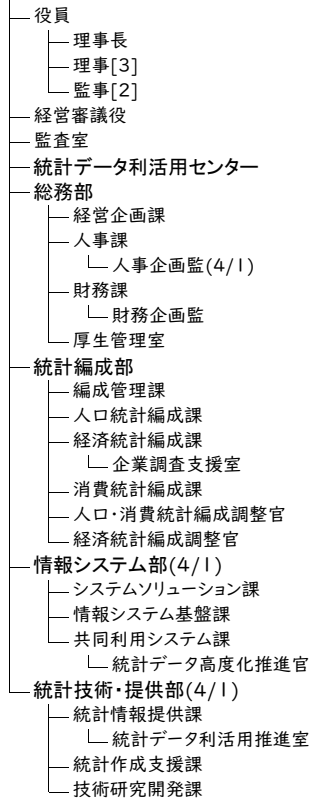 役員
理事長
理事[3]
監事[2]
経営審議役
監査室
統計データ利活用センター
総務部
経営企画課
人事課
人事企画監(4/1)
財務課
財務企画監
厚生管理室
統計編成部
編成管理課
人口統計編成課
経済統計編成課
企業調査支援室
消費統計編成課
人口・消費統計編成調整官
経済統計編成調整官
情報システム部(4/1)
システムソリューション課
情報システム基盤課
共同利用システム課
統計データ高度化推進官
統計技術・提供部(4/1)
統計情報提供課
統計データ利活用推進室
統計作成支援課
技術研究開発課